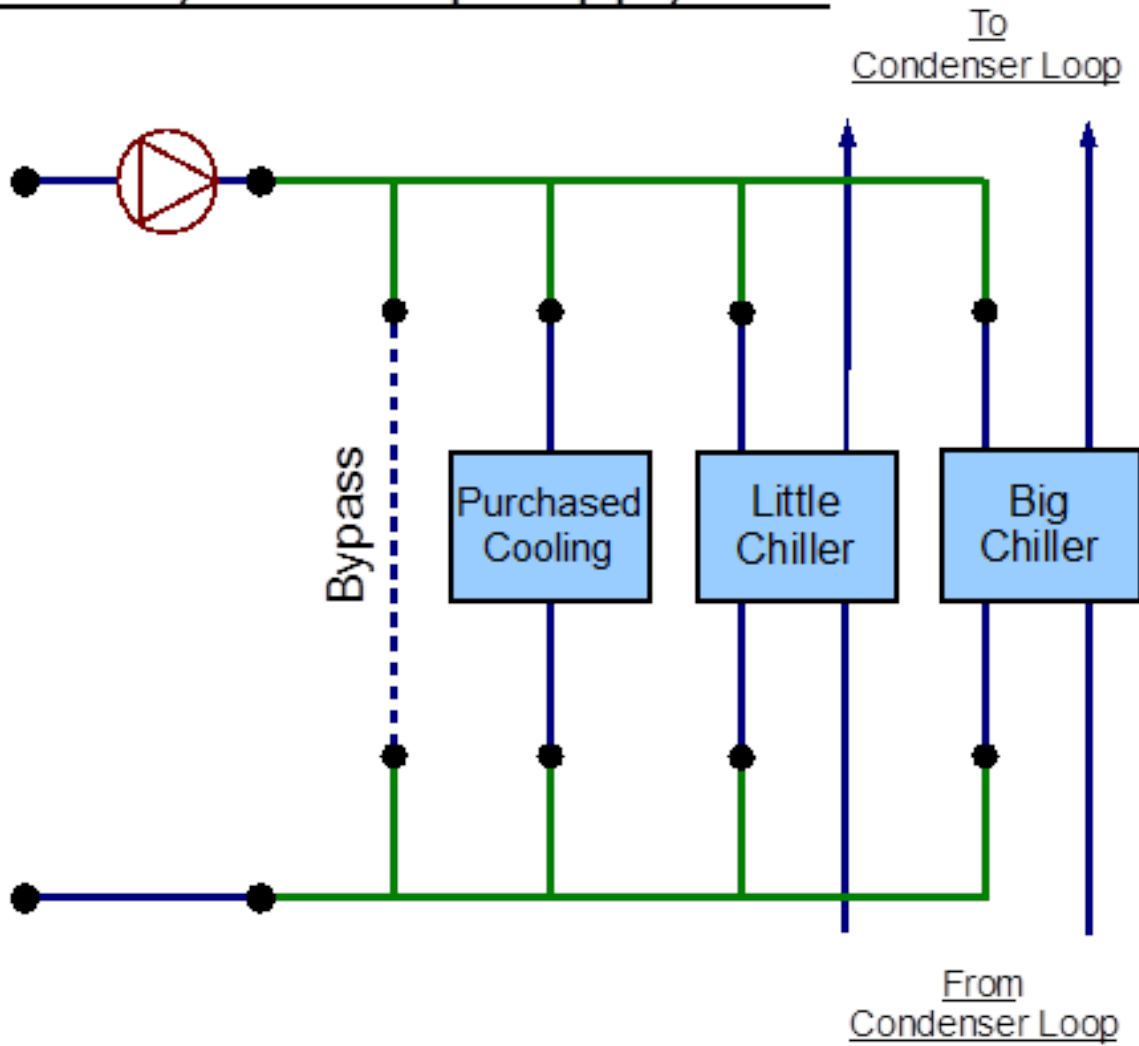 To
Condenser Loop
Bypass
Purchased
Cooling
Little
Chiller
Big
Chiller
From
Condenser Loop